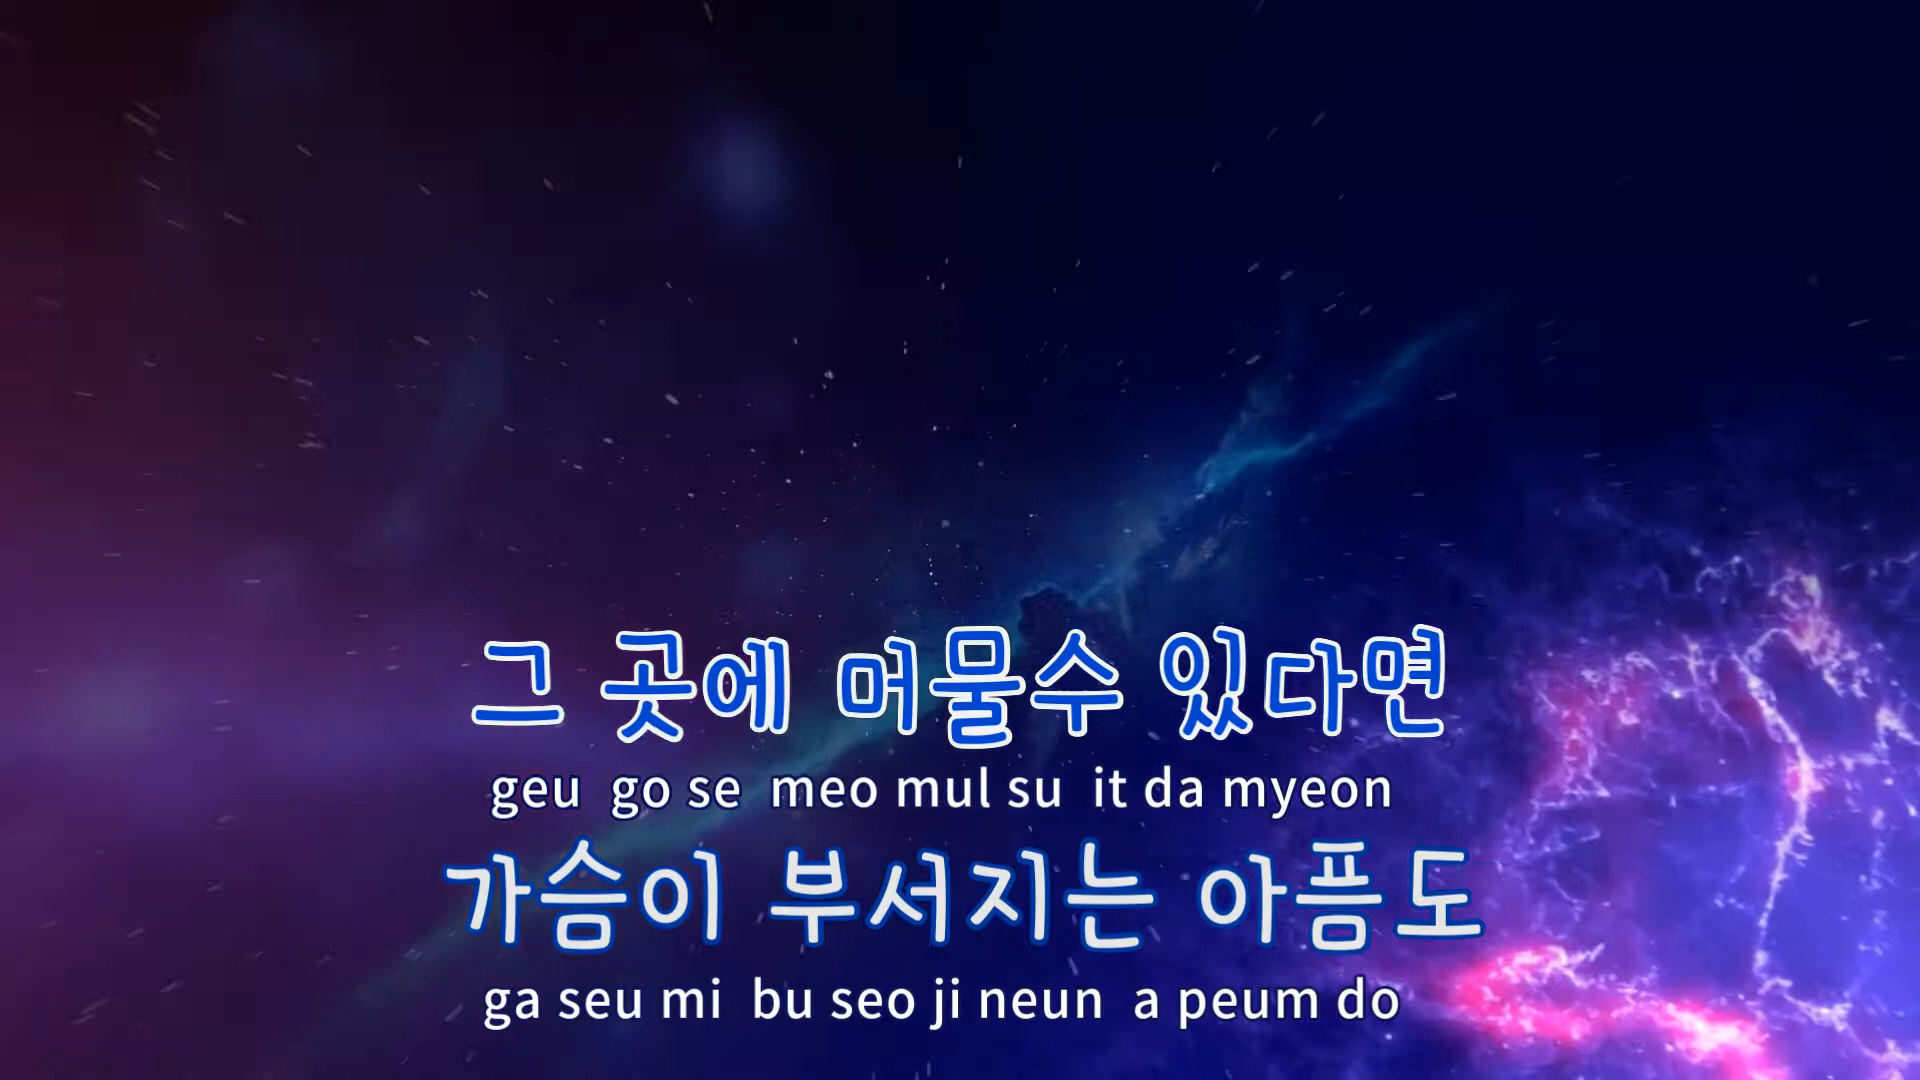 그 곳에 머물수 있다면
geu go se meo mul su it da myeon
가슴이 부서지는 아픔도
ga seu mi bu seo ji neun a peum do